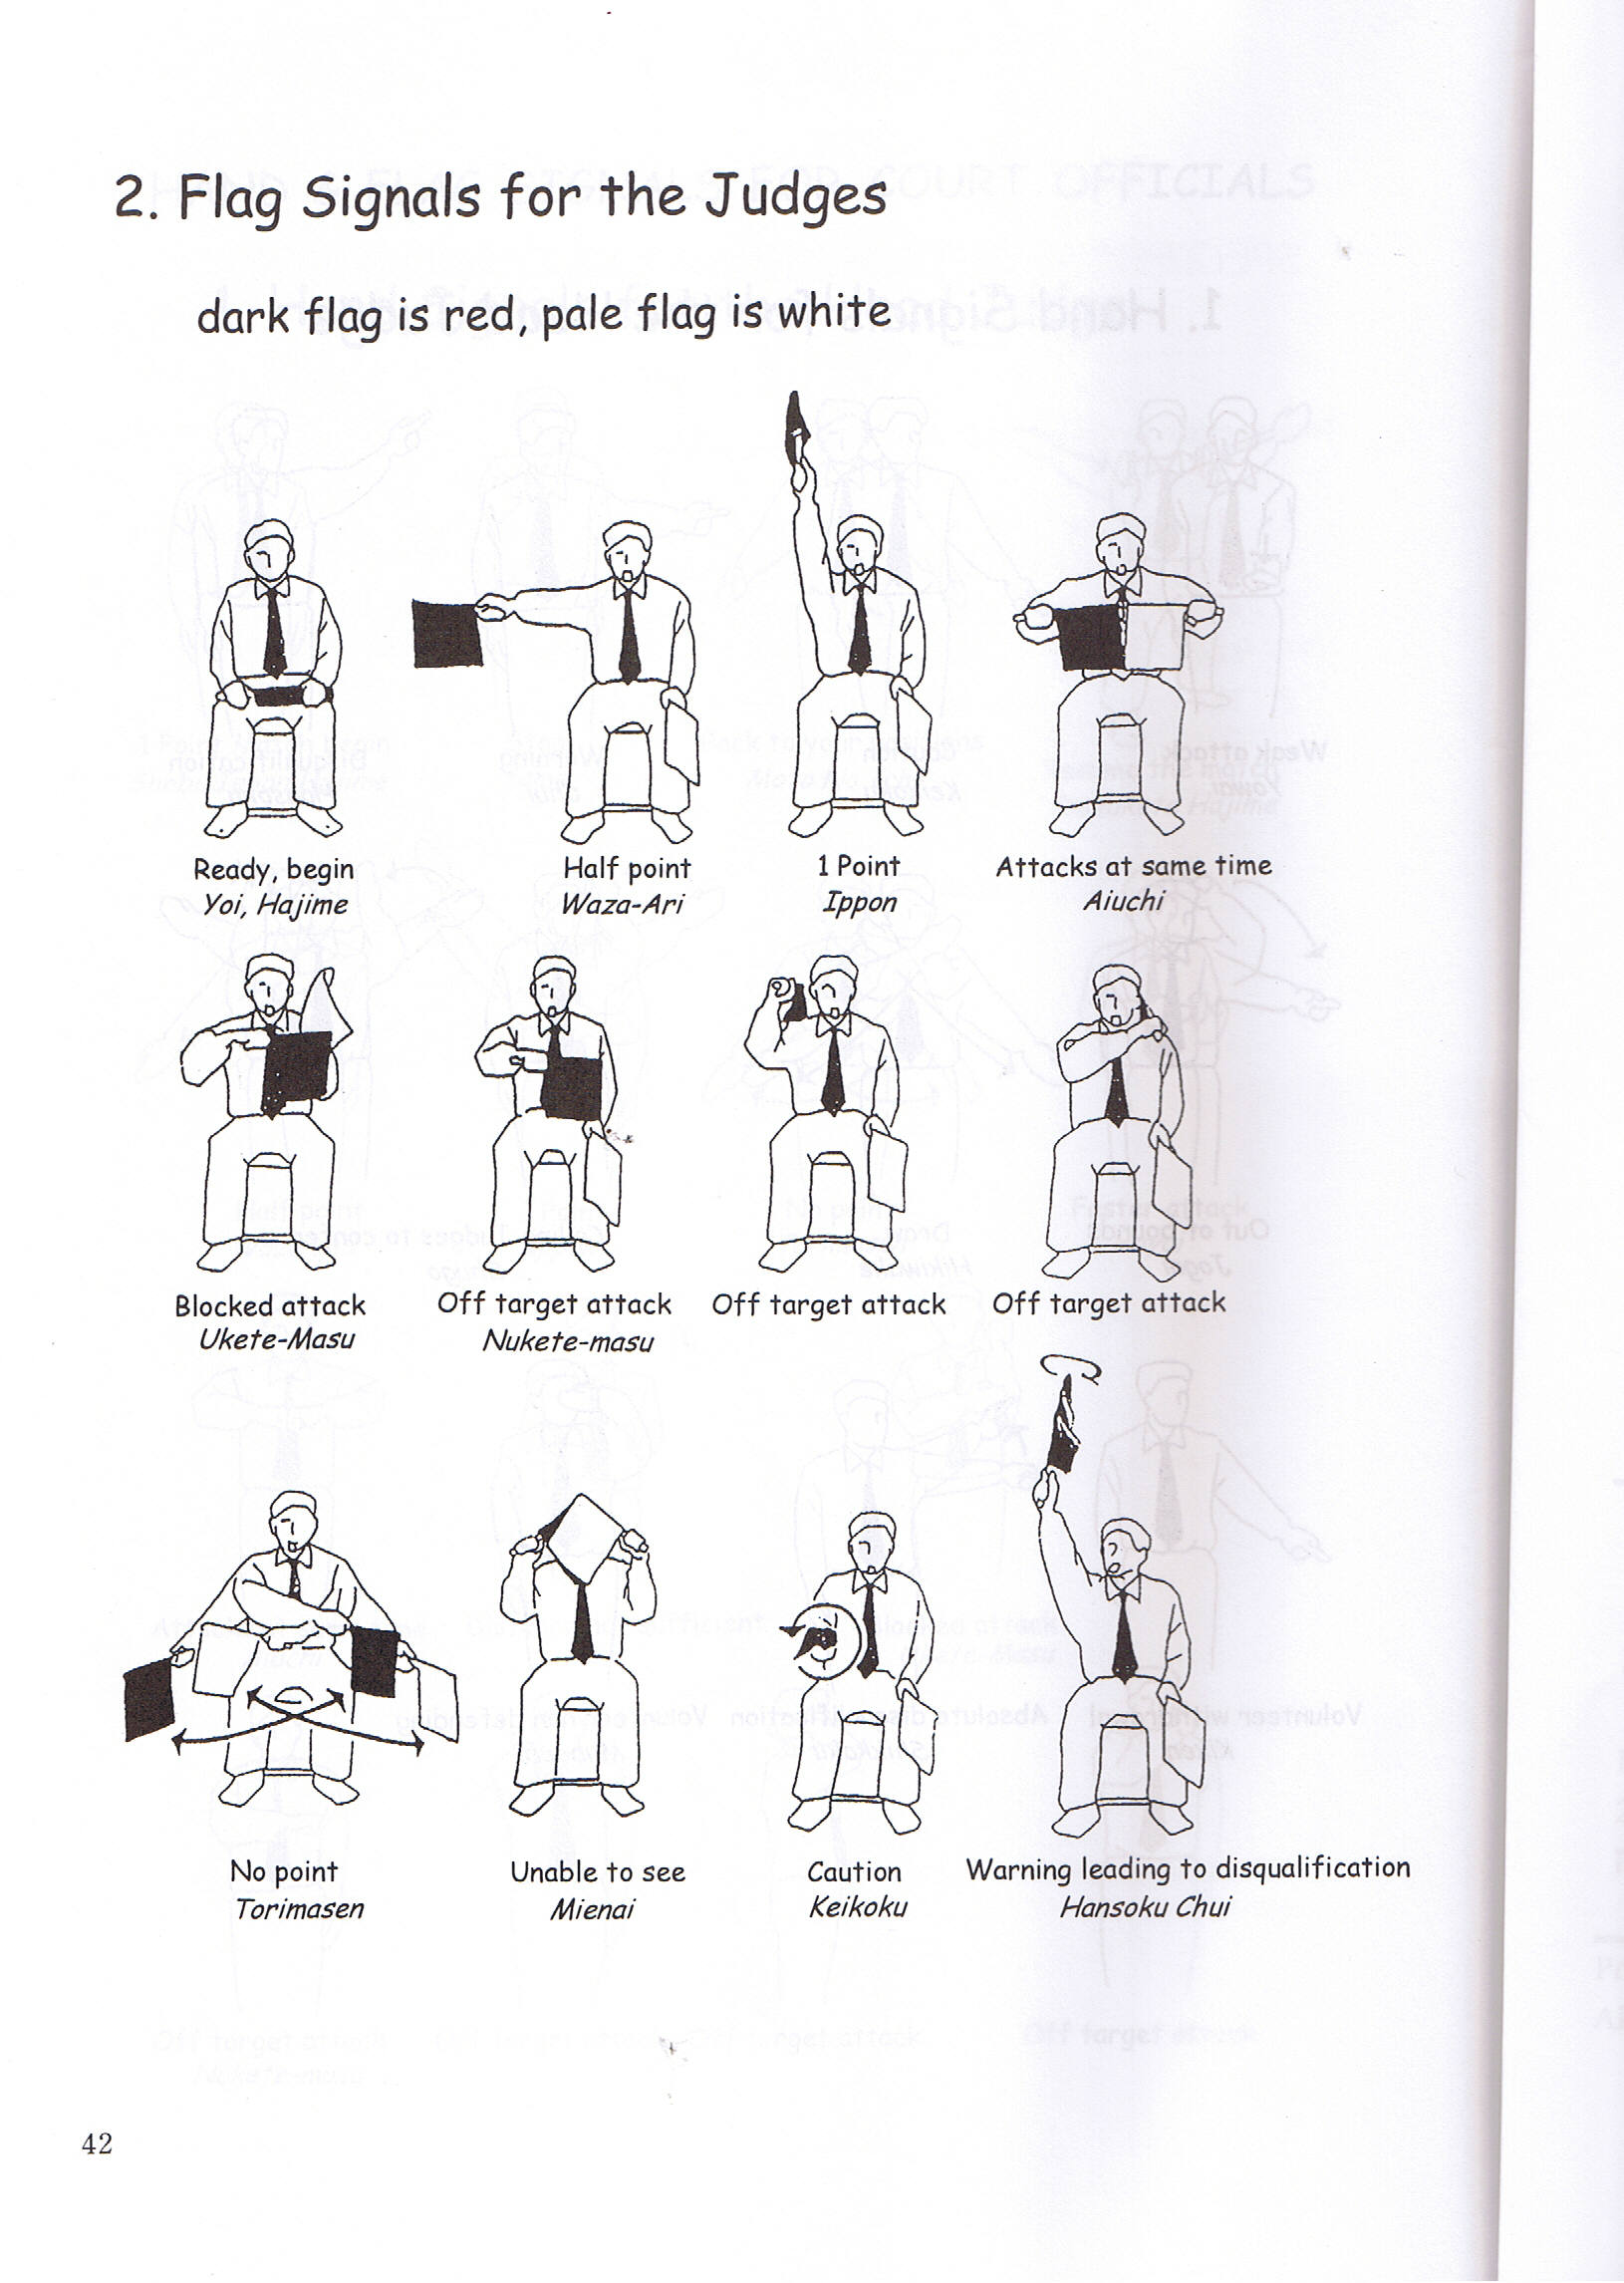 2. Flag Signals for the Judges
dark flag is red, pale flag is white
Ready, begin
Yoi, Hajime
Half point
Waza-Ari
1 Point
Ippon
Attacks at same time
Aiuchi
Blocked attack
Ukete-Masu
Off target attack
Nukete-masu
Off target attack
Off target attack
No point
Torimasen
Unable to see
Mienai
Caution
Keikoku
Warning leading to disqualification
Hansoku Chui
42